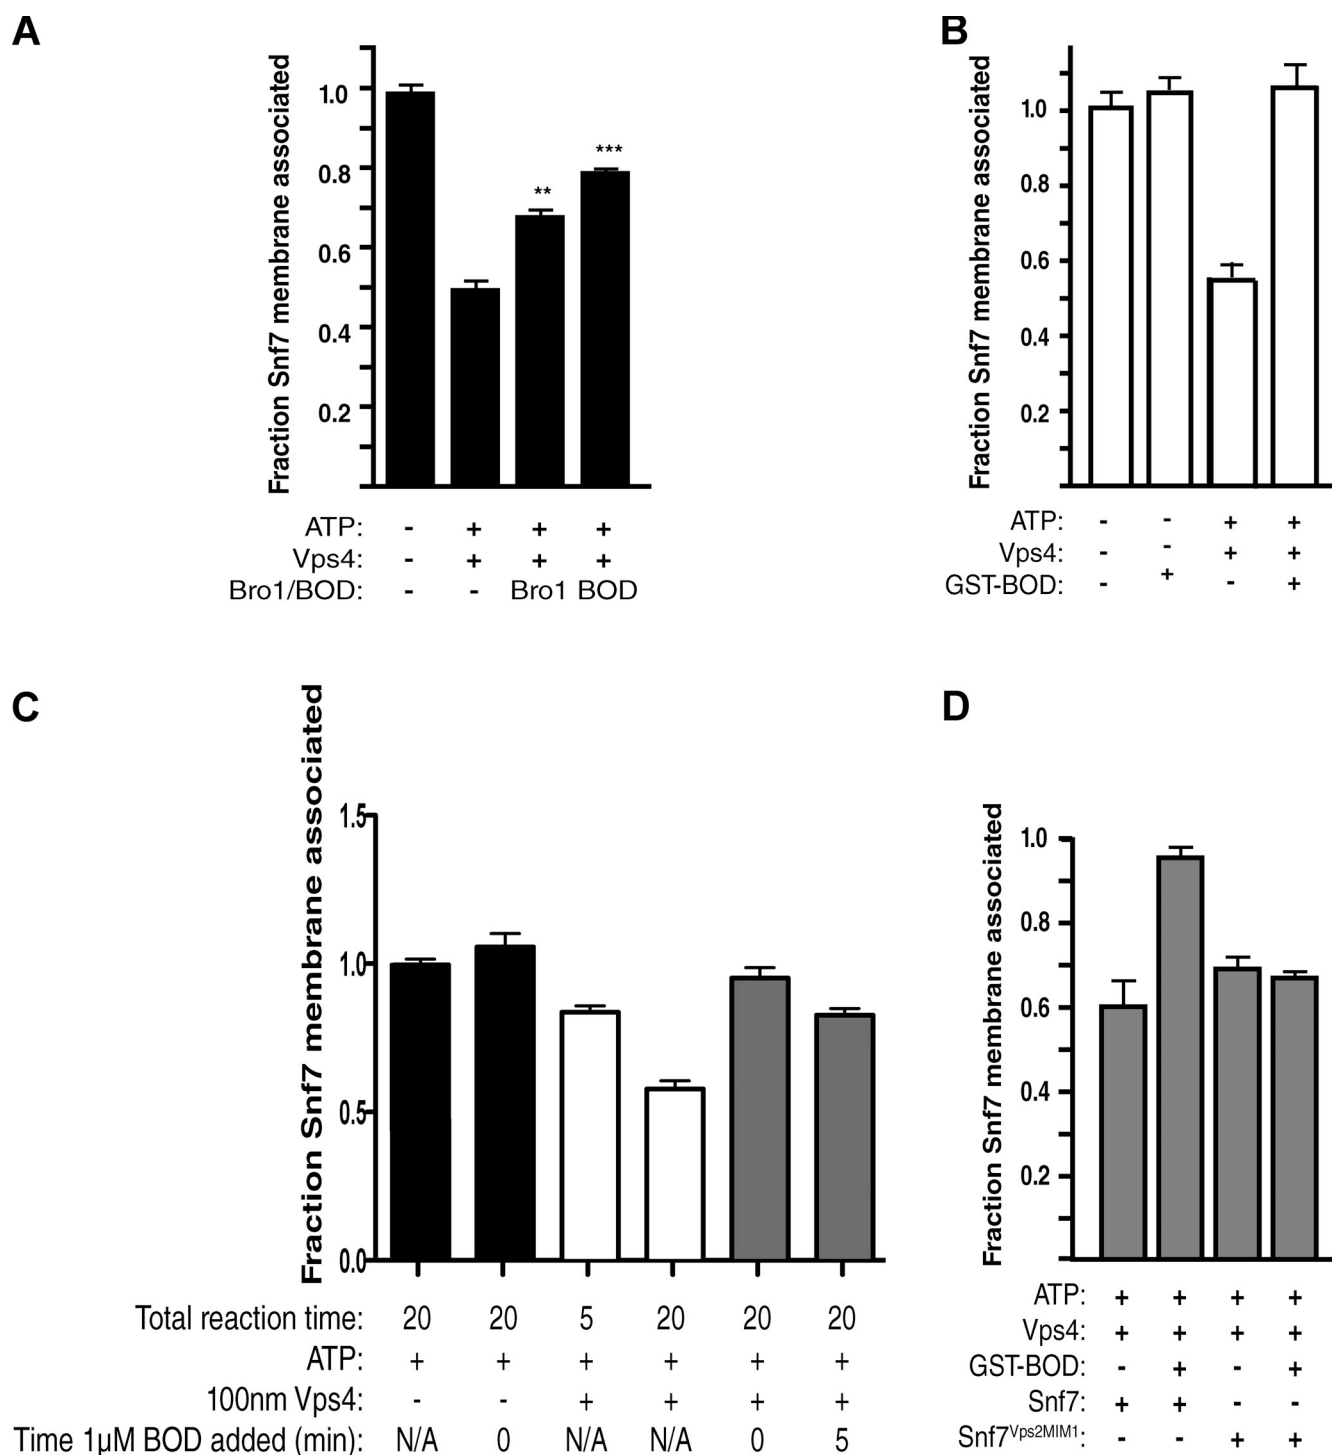 A
Fraction Snf7 membrane associated
1.0
0.8
0.6
0.4
0.2
**
***
ATP: - + + +
Vps4: - + + +
Bro1/BOD: - - Bro1 BOD
B
Fraction Snf7 membrane associated
1.0
0.8
0.6
0.4
0.2
ATP: - - + +
Vps4: - - + +
GST-BOD: - + - +
C
Fraction Snf7 membrane associated
1.5
1.0
0.5
0.0
Total reaction time: 20 20 5 20 20 20
ATP: + + + + + +
100nm Vps4: - - + + + +
Time 1µM BOD added (min): N/A 0 N/A N/A 0 5
D
Fraction Snf7 membrane associated
1.0
0.8
0.6
0.4
0.2
ATP: + + + +
Vps4: + + + +
GST-BOD: - + - +
Snf7: + + - -
Snf7Vps2MIM1: - - + +